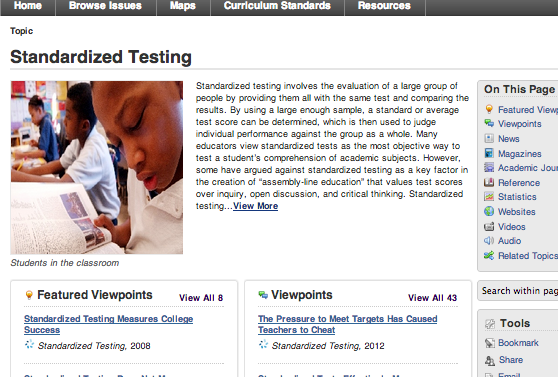 Home Browse Issues Maps Curriculum Standards Resources
Topic
Standardized Testing
Standardized testing involves the evaluation of a large group of
people by providing them all with the same test and comparing the
results. By using a large enough sample, a standard or average
test score can be determined, which is then used to judge
individual performance against the group as a whole. Many
educators view standardized tests as the most objective way to
test a student's comprehension of academic subjects. However,
some have argued against standardized testing as a key factor in
the creation of “assembly-line education” that values test scores
over inquiry, open discussion, and critical thinking. Standardized
testing...View More
Students in the classroom
Featured Viewpoints View All 8
Standardized Testing Measures College
Success
Standardized Testing, 2008
Viewpoints View All 43
The Pressure to Meet Targets Has Caused
Teachers to Cheat
Standardized Testing, 2012
On This Page
Featured Viewp
Viewpoints
News
Magazines
Academic Jour
Reference
Statistics
Websites
Videos
Audio
Related Topics
Search within pag
Tools
Bookmark
Share
Email